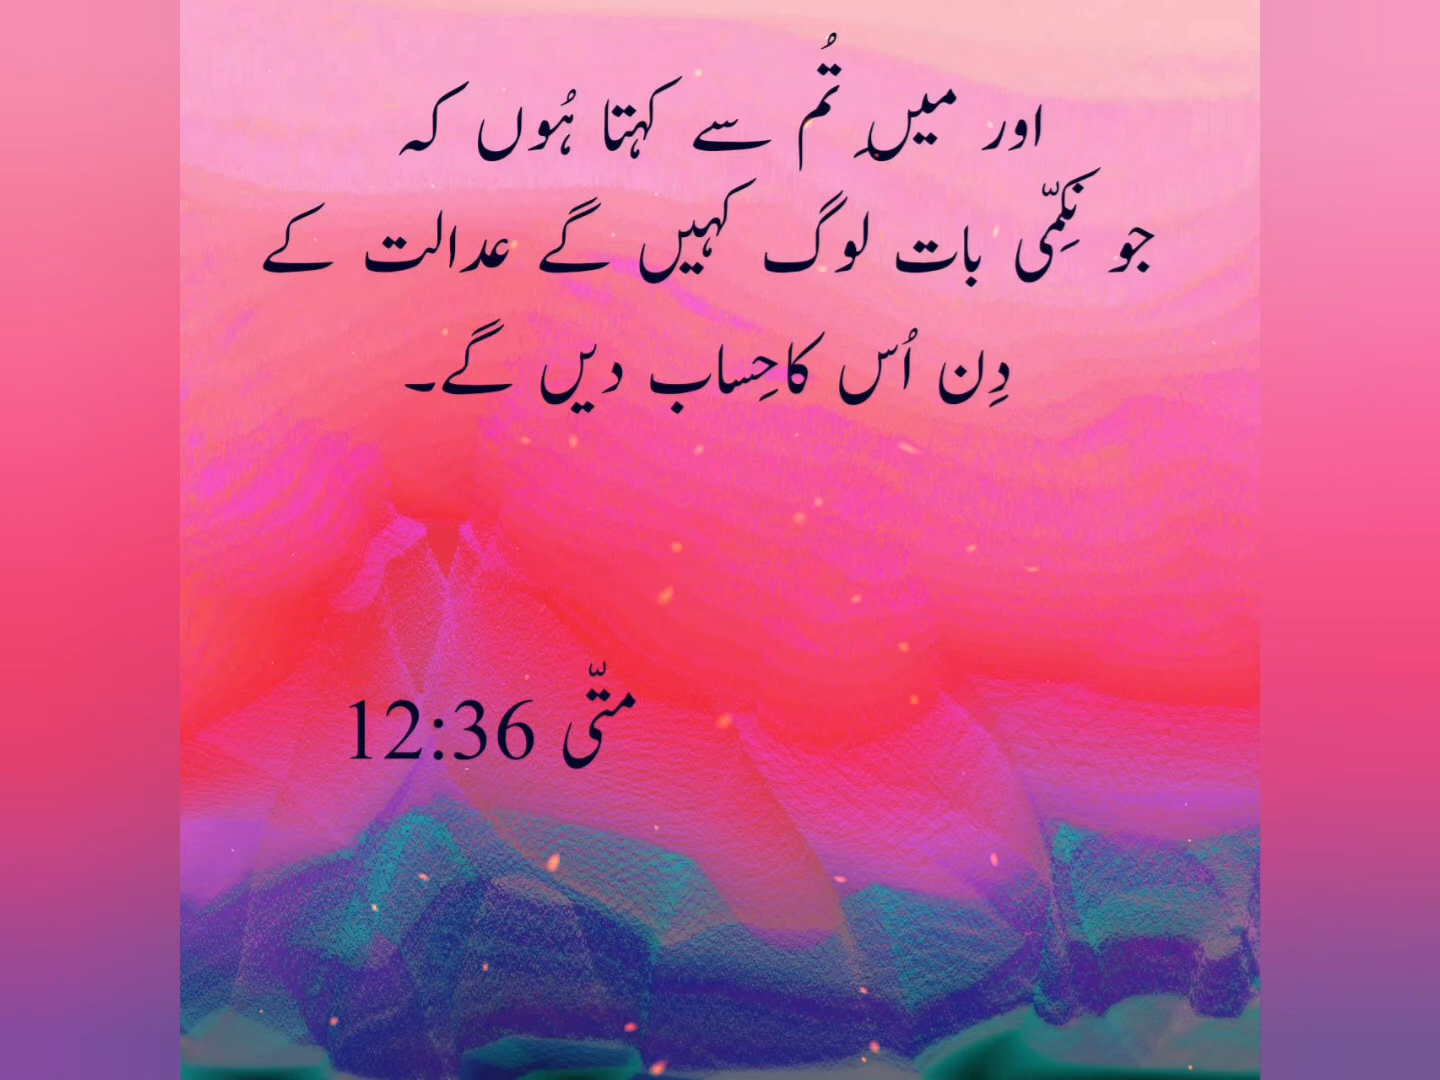 اور میںِ تُم سے کہتا ہُوں کہ
جو نِکمّی بات لوگ کہیں گے عدالت کے
دِن اُس کا حِساب دیں گے۔
متّی 12:36